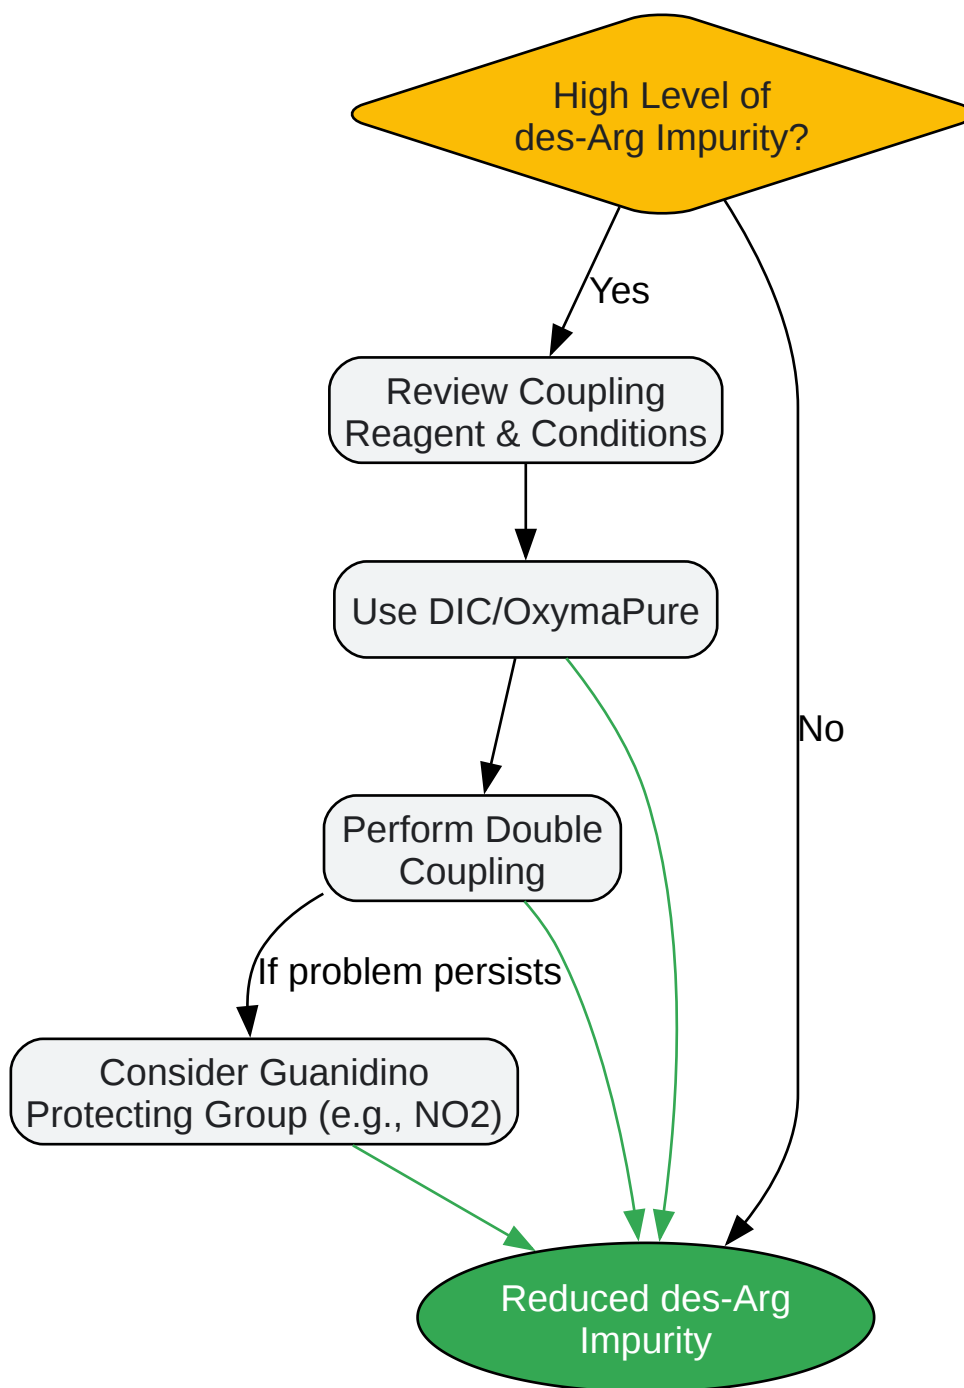 High Level of
des-Arg Impurity?
Yes
Review Coupling
Reagent & Conditions
Use DIC/OxymaPure
No
Perform Double
Coupling
If problem persists
Consider Guanidino
Protecting Group (e.g., NO2)
Reduced des-Arg
Impurity